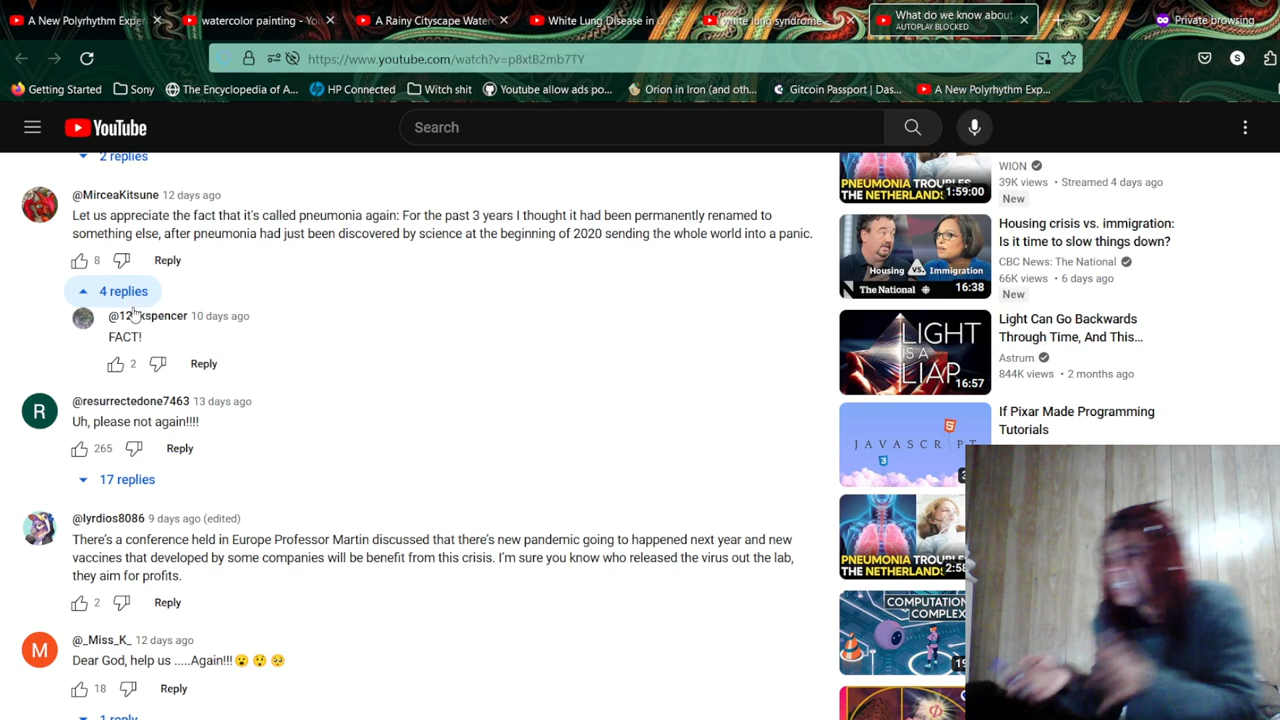 A New Polyrhythm Exper
watercolor painting - Yo
A Rainy Cityscape Water
White Lung Disease in
white lung syndrome -
What do we know about
AUTOPLAY BLOCKED
Private browsing
https://www.youtube.com/watch?v=p8xtB2mb7TY
S
Getting Started
Sony
The Encyclopedia of A...
HP Connected
Witch shit
Youtube allow ads po...
Orion in Iron (and oth...
Gitcoin Passport | Das...
A New Polyrhythm Exp...
YouTube
Search
2 replies
@MirceaKitsune 12 days ago
Let us appreciate the fact that it's called pneumonia again: For the past 3 years I thought it had been permanently renamed to
something else, after pneumonia had just been discovered by science at the beginning of 2020 sending the whole world into a panic.
8 Reply
4 replies
10 days ago
FACT!
2 Reply
R
@resurrectedone7463 13 days ago
Uh, please not again!!!!
265 Reply
17 replies
@lyrdios8086 9 days ago (edited)
There's a conference held in Europe Professor Martin discussed that there's new pandemic going to happened next year and new
vaccines that developed by some companies will be benefit from this crisis. I'm sure you know who released the virus out the lab,
they aim for profits.
2 Reply
M
@_Miss_K_ 12 days ago
Dear God, help us .....Again!!!😮😲🥺
18 Reply
1 reply
PNEUMONIA TROUBLES
THE NETHERLANDS
1:59:00
WION
39K views • Streamed 4 days ago
New
Housing VS. Immigration
The National
16:38
Housing crisis vs. immigration:
Is it time to slow things down?
CBC News: The National
66K views • 6 days ago
New
LIGHT
IS A
LIAR
16:57
Light Can Go Backwards
Through Time, And This...
Astrum
844K views • 2 months ago
JAVASCRIPT
If Pixar Made Programming
Tutorials
PNEUMONIA TROUBLES
THE NETHERLANDS
2:58
COMPUTATION
COMPLEX